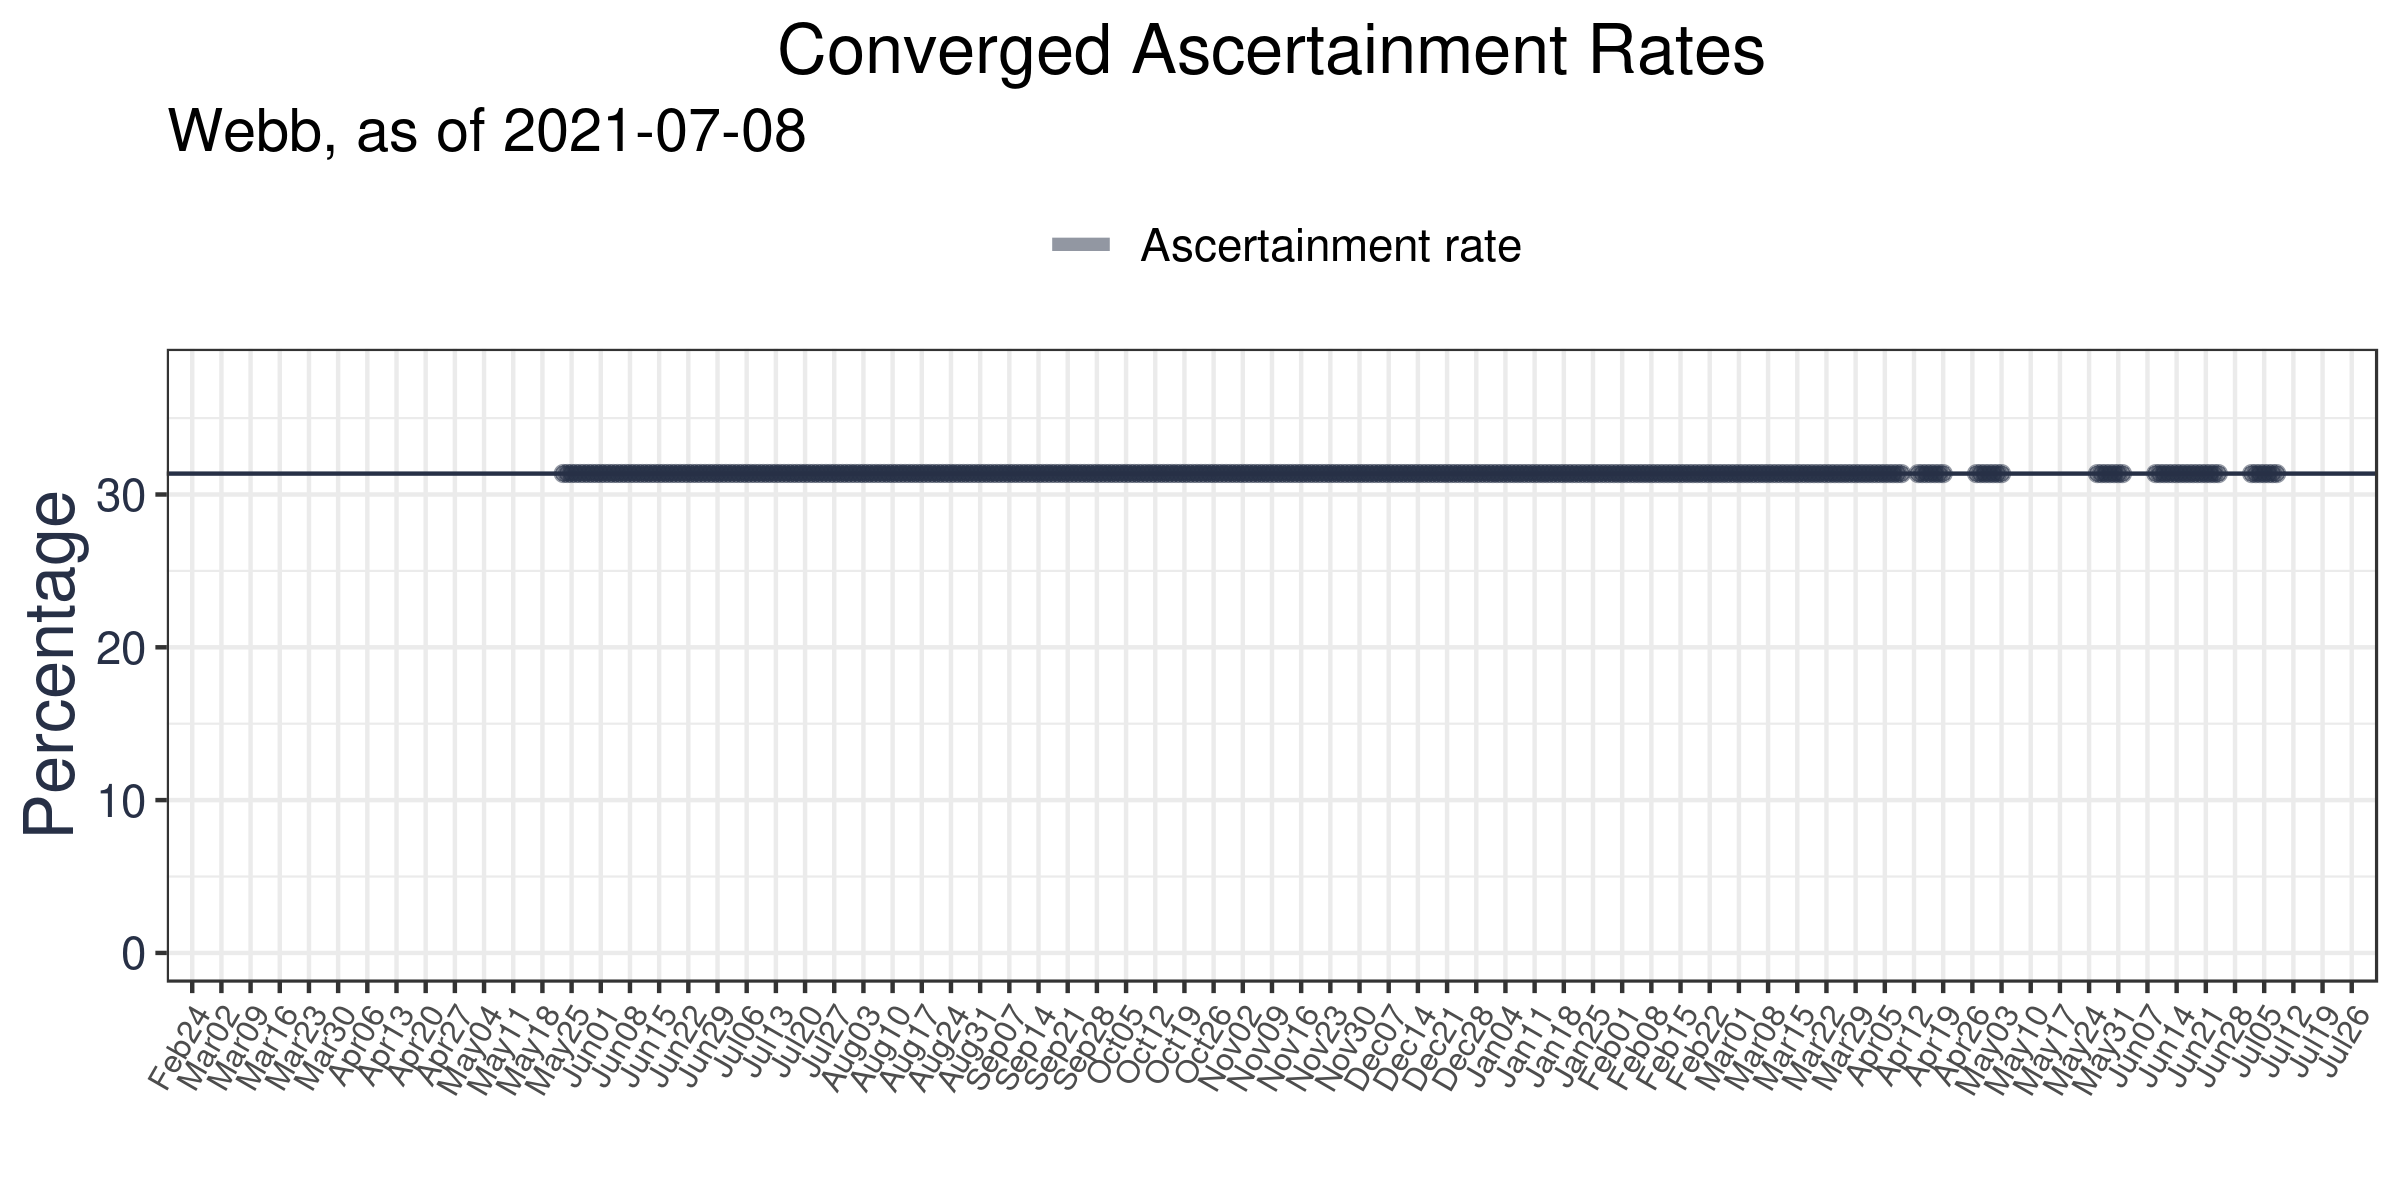 Converged Ascertainment Rates
Webb, as of 2021-07-08
Ascertainment rate
Percentage
30
20
10
0
Feb24 Mar02 Mar09 Mar16 Mar23 Mar30 Apr06 Apr13 Apr20 Apr27 May04 May11 May18 May25 Jun01 Jun08 Jun15 Jun22 Jun29 Jul06 Jul13 Jul20 Jul27 Aug03 Aug10 Aug17 Aug24 Aug31 Sep07 Sep14 Sep21 Sep28 Oct05 Oct12 Oct19 Oct26 Nov02 Nov09 Nov16 Nov23 Nov30 Dec07 Dec14 Dec21 Dec28 Jan04 Jan11 Jan18 Jan25 Feb01 Feb08 Feb15 Feb22 Mar01 Mar08 Mar15 Mar22 Mar29 Apr05 Apr12 Apr19 Apr26 May03 May10 May17 May24 May31 Jun07 Jun14 Jun21 Jun28 Jul05 Jul12 Jul19 Jul26